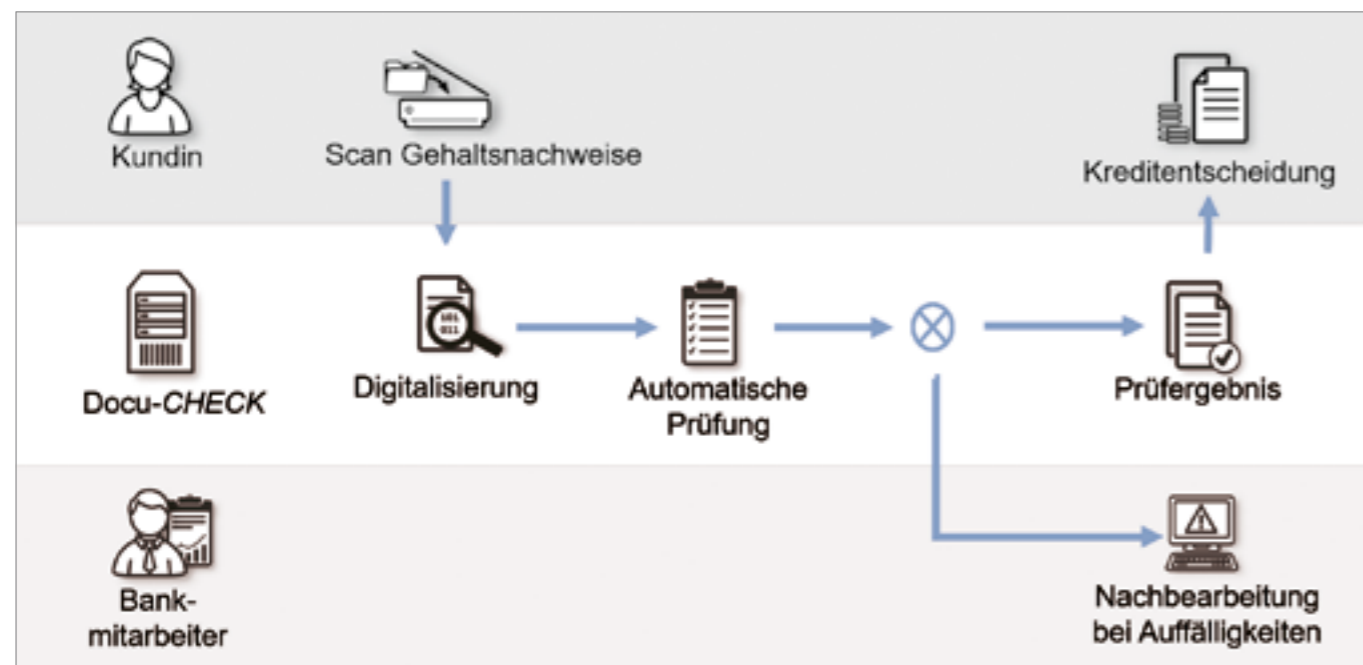 Kundin
Scan Gehaltsnachweise
Kreditentscheidung
Docu-CHECK
Digitalisierung
Automatische
Prüfung
Prüfergebnis
Bank-
mitarbeiter
Nachbearbeitung
bei Auffälligkeiten